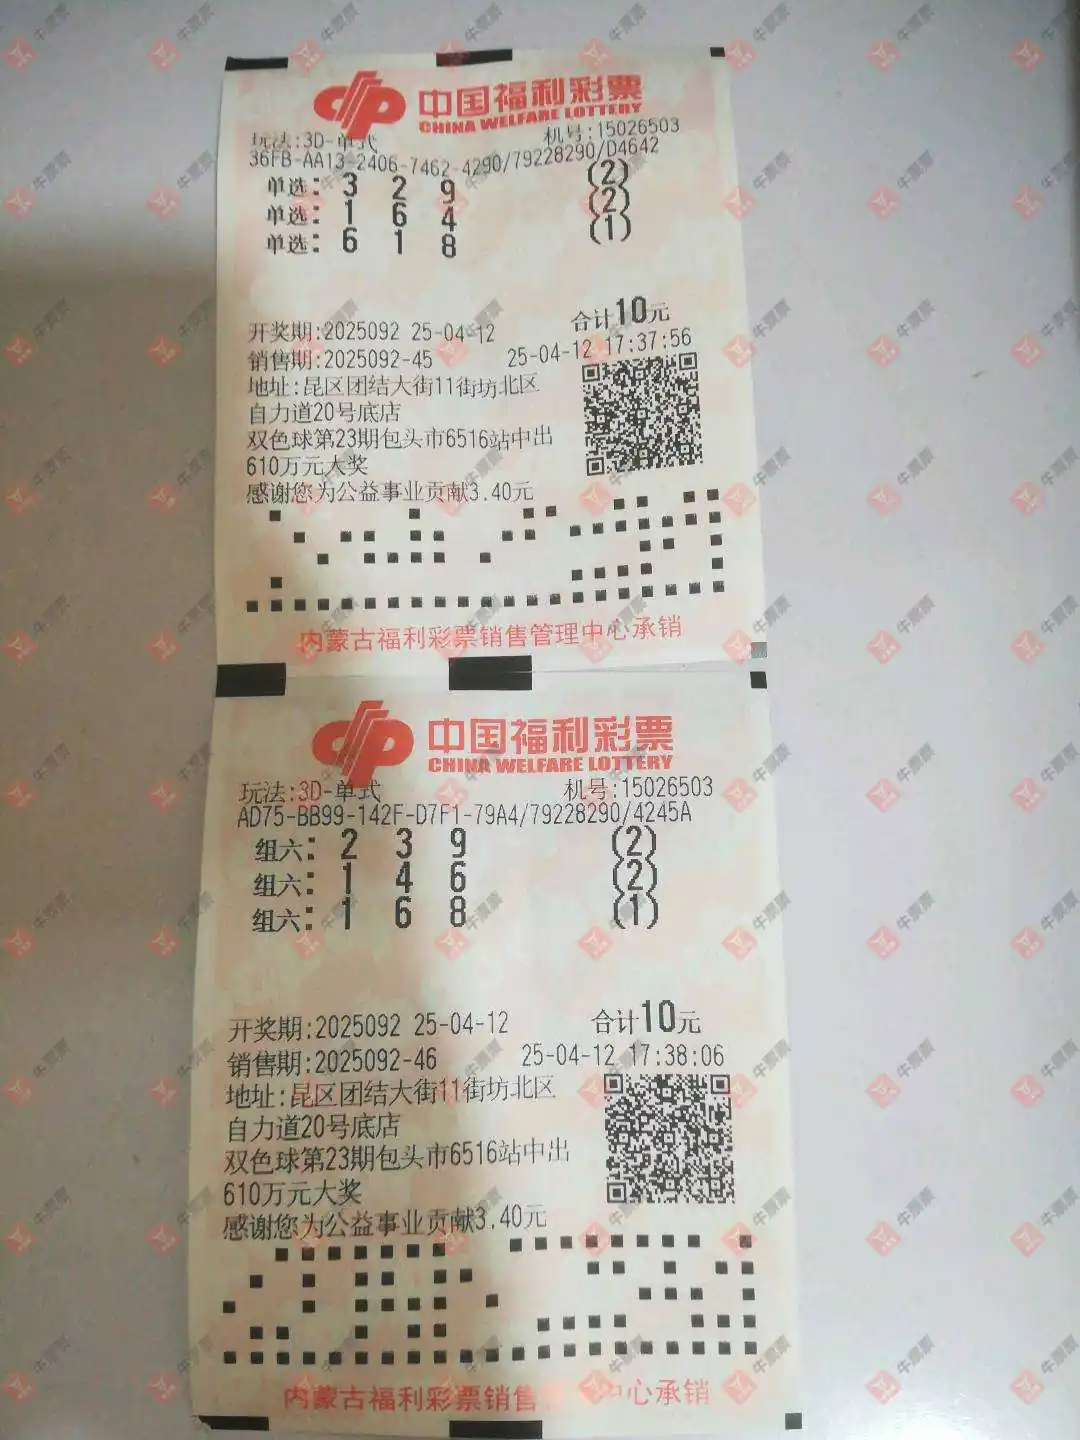 中国福利彩票
CHINA WELFARE LOTTERY
玩法:3D-单式 机号:15026503
36FB-AA13-2406-7462-4290/79228290/D4642
单选: 3 2 9 (2)
单选: 1 6 4 (2)
单选: 6 1 8 (1)
合计10元
开奖期:2025092 25-04-12
销售期:2025092-45 25-04-12 17:37:56
地址:昆区团结大街11街坊北区
自力道20号底店
双色球第23期包头市6516站中出
610万元大奖
感谢您为公益事业贡献3.40元
内蒙古福利彩票销售管理中心承销
中国福利彩票
CHINA WELFARE LOTTERY
玩法:3D-单式 机号:15026503
AD75-BB99-142F-D7F1-79A4/79228290/4245A
组六: 2 3 9 (2)
组六: 1 4 6 (2)
组六: 1 6 8 (1)
开奖期:2025092 25-04-12 合计10元
销售期:2025092-46 25-04-12 17:38:06
地址:昆区团结大街11街坊北区
自力道20号底店
双色球第23期包头市6516站中出
610万元大奖
感谢您为公益事业贡献3.40元
内蒙古福利彩票销售 中心承销
牛票票